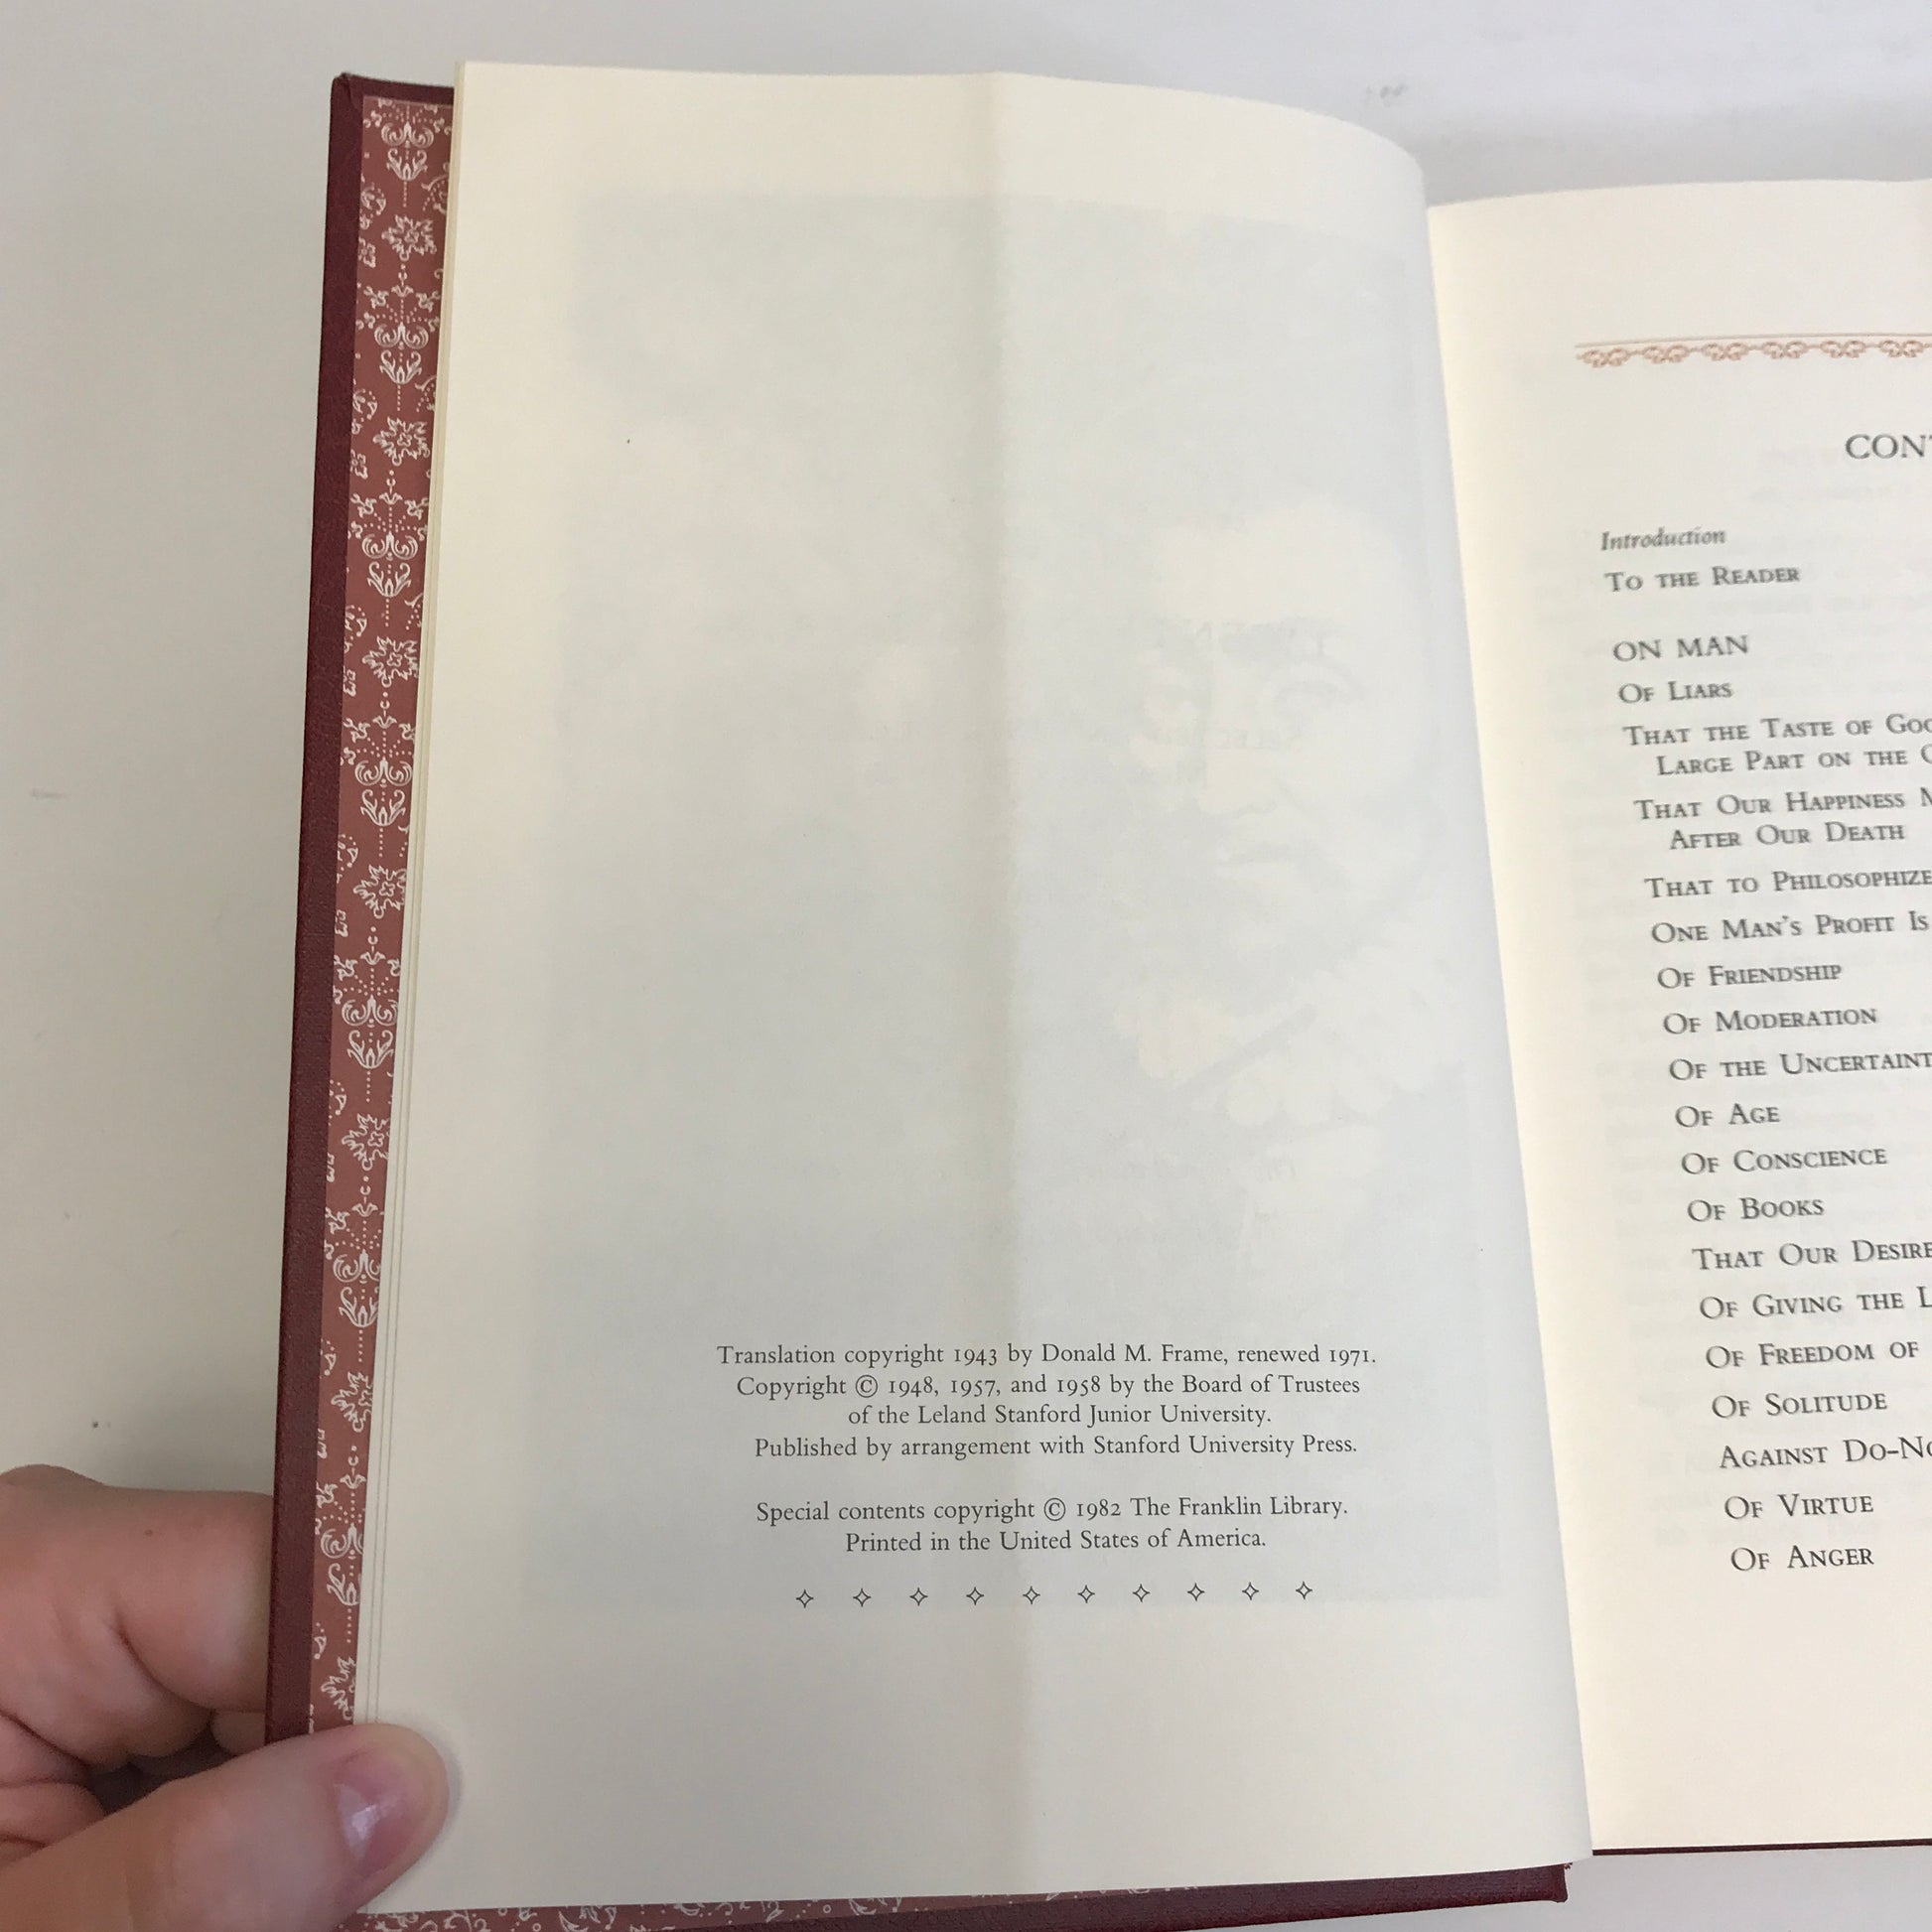 Translation copyright 1943 by Donald M. Frame, renewed 1971.
Copyright © 1948, 1957, and 1958 by the Board of Trustees
of the Leland Stanford Junior University.
Published by arrangement with Stanford University Press.
Special contents copyright © 1982 The Franklin Library.
Printed in the United States of America.
CONT
Introduction
TO THE READER
ON MAN
OF LIARS
THAT THE TASTE OF GOO
LARGE PART ON THE
THAT OUR HAPPINESS M
AFTER OUR DEATH
THAT TO PHILOSOPHIZE
ONE MAN'S PROFIT IS
OF FRIENDSHIP
OF MODERATION
OF THE UNCERTAINT
OF AGE
OF CONSCIENCE
OF BOOKS
THAT OUR DESIRE
OF GIVING THE L
OF FREEDOM OF
OF SOLITUDE
AGAINST DO-NO
OF VIRTUE
OF ANGER